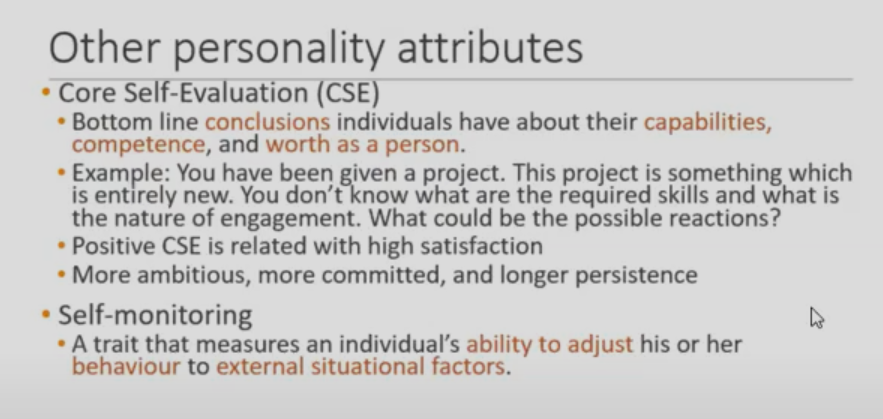 Other personality attributes
• Core Self-Evaluation (CSE)
• Bottom line conclusions individuals have about their capabilities,
competence, and worth as a person.
• Example: You have been given a project. This project is something which
is entirely new. You don't know what are the required skills and what is
the nature of engagement. What could be the possible reactions?
• Positive CSE is related with high satisfaction
• More ambitious, more committed, and longer persistence
• Self-monitoring
• A trait that measures an individual's ability to adjust his or her
behaviour to external situational factors.